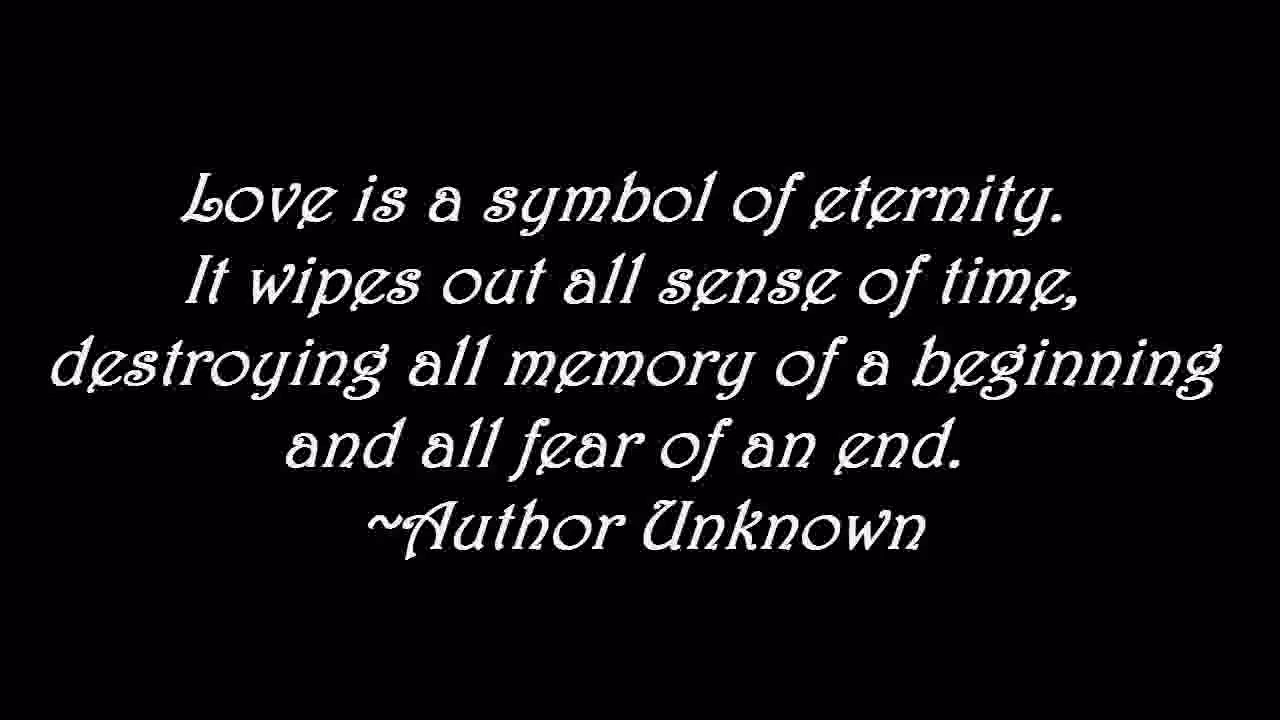 Love is a symbol of eternity.
It wipes out all sense of time,
destroying all memory of a beginning
and all fear of an end.
~Author Unknown